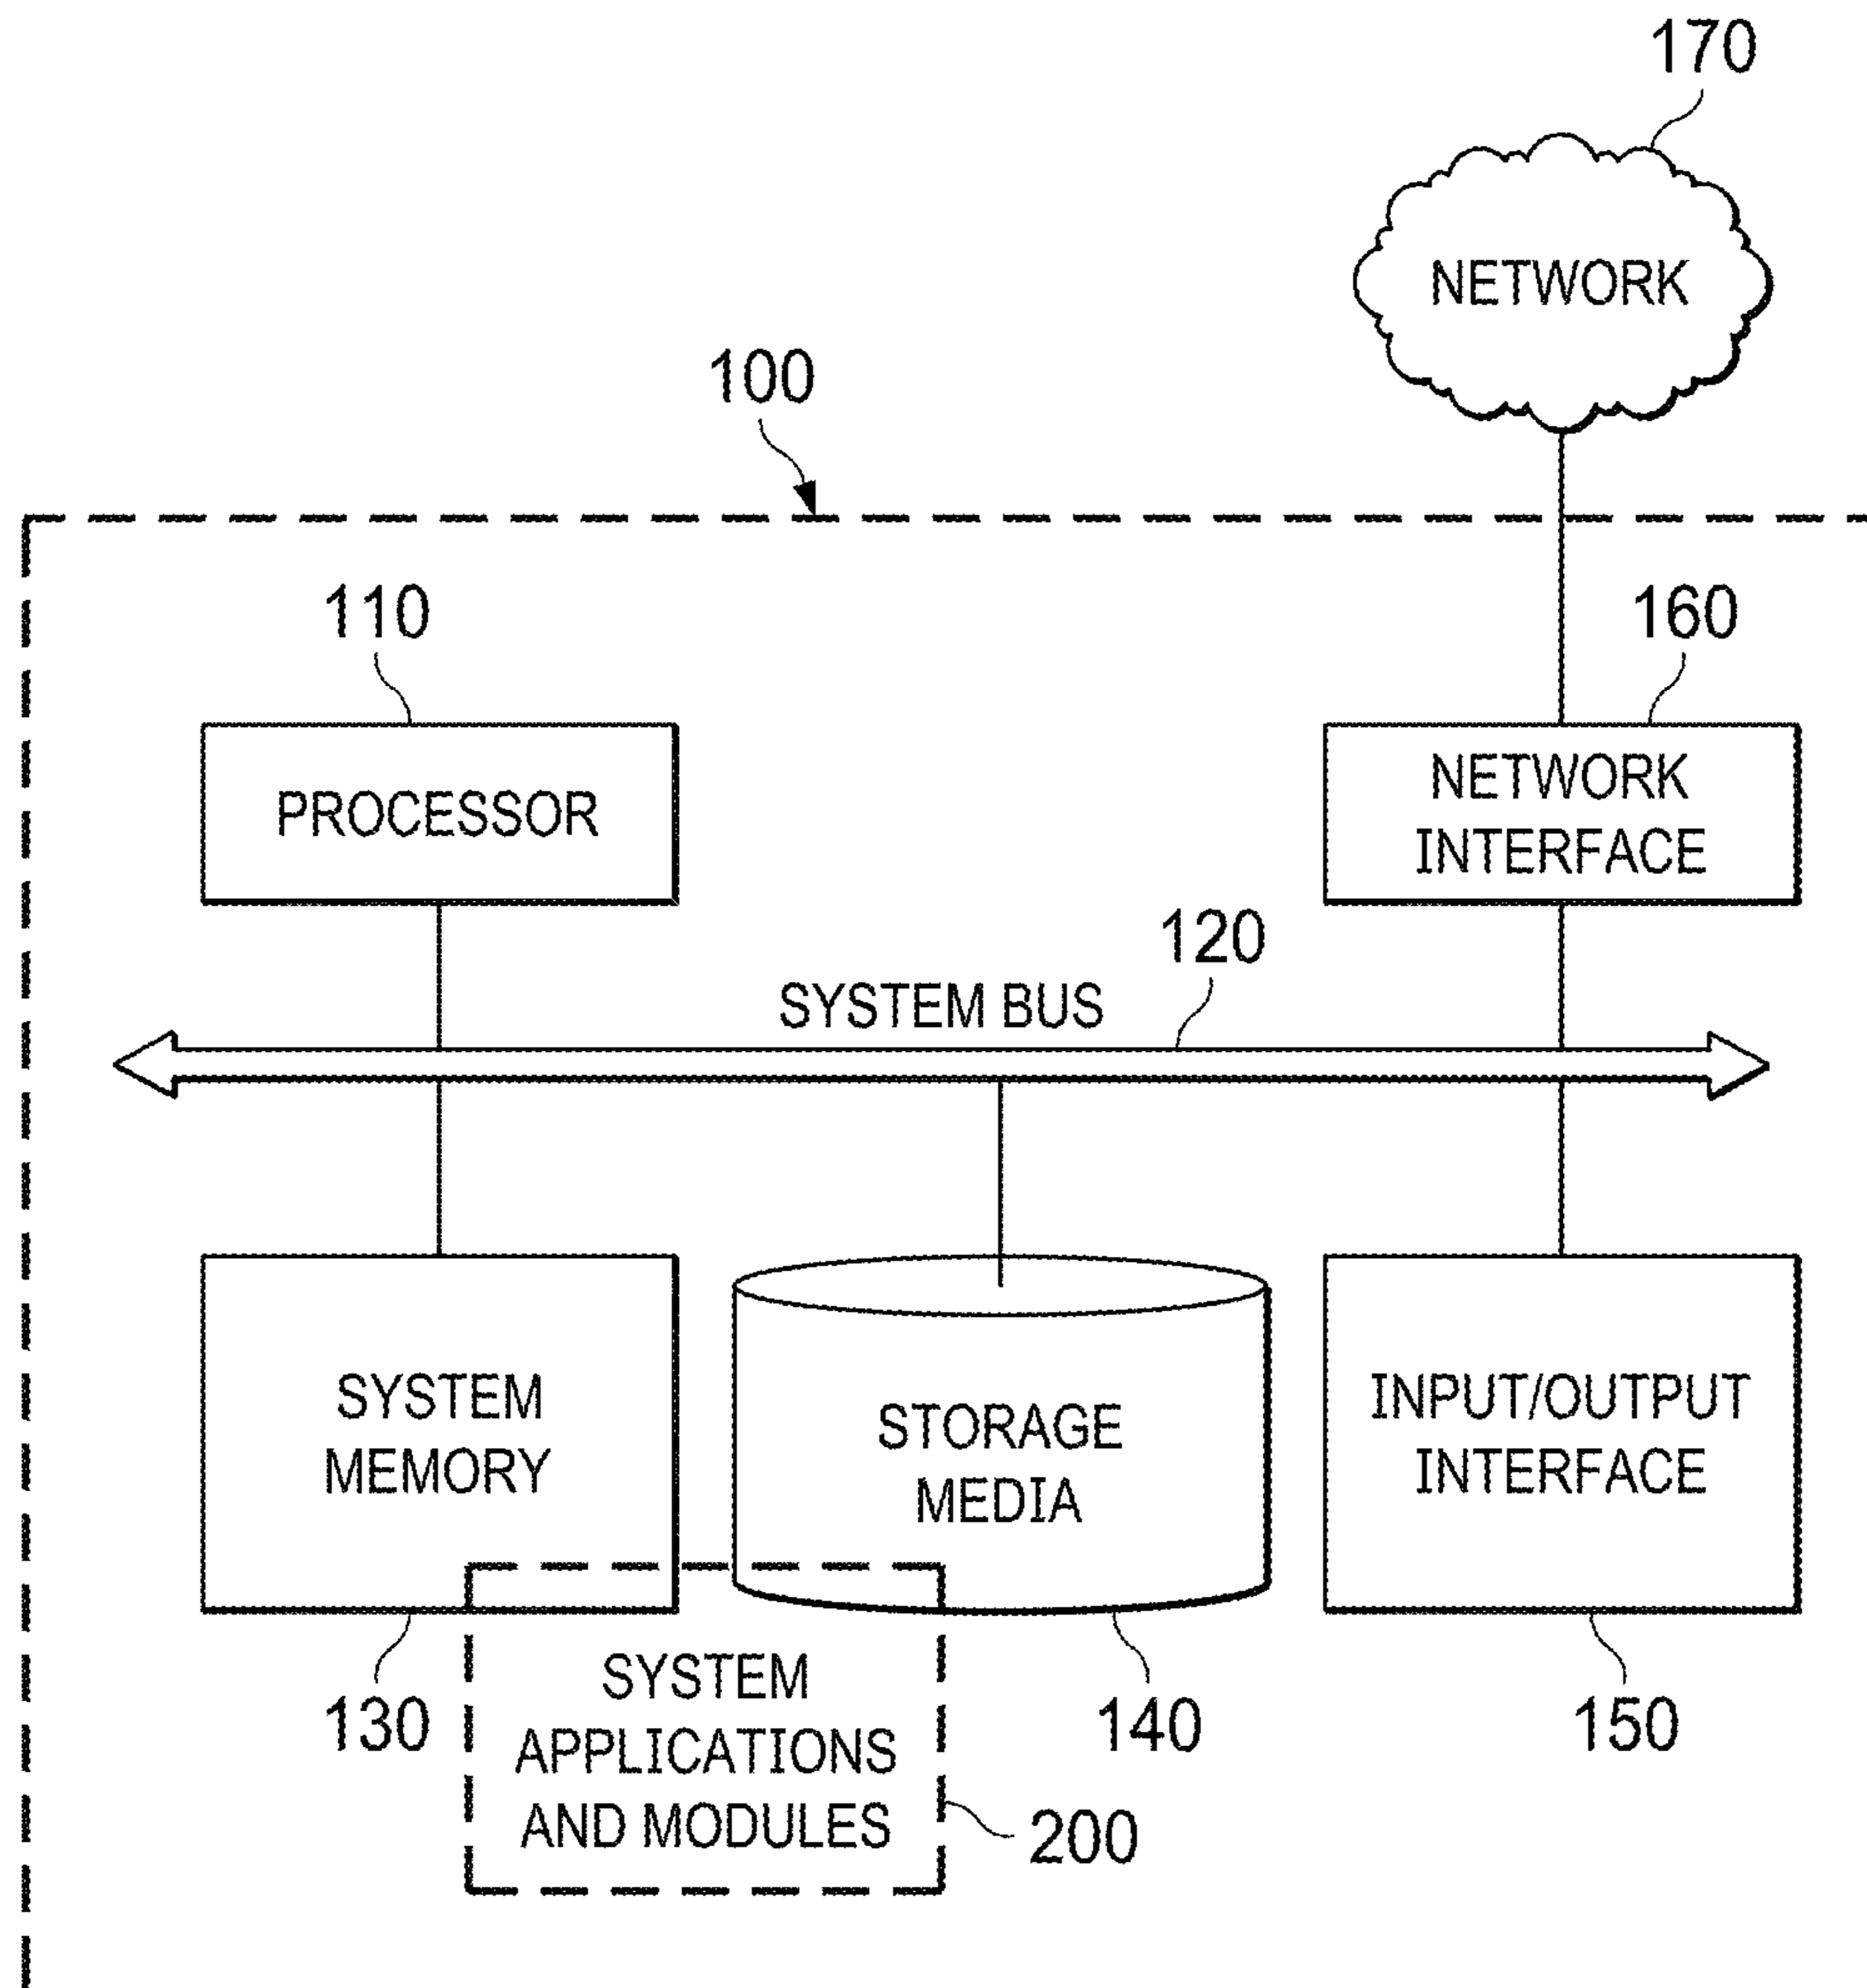 170
NETWORK
100
110
160
PROCESSOR
NETWORK
INTERFACE
120
SYSTEM BUS
SYSTEM
MEMORY
STORAGE
MEDIA
INPUT/OUTPUT
INTERFACE
130
SYSTEM
APPLICATIONS
AND MODULES
140
150
200